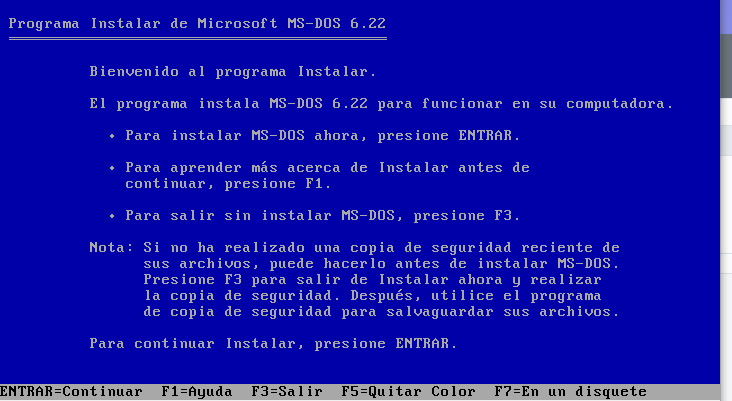 Programa Instalar de Microsoft MS-DOS 6.22
Bienvenido al programa Instalar.
El programa instala MS-DOS 6.22 para funcionar en su computadora.
• Para instalar MS-DOS ahora, presione ENTRAR.
• Para aprender más acerca de Instalar antes de
continuar, presione F1.
• Para salir sin instalar MS-DOS, presione F3.
Nota: Si no ha realizado una copia de seguridad reciente de
sus archivos, puede hacerlo antes de instalar MS-DOS.
Presione F3 para salir de Instalar ahora y realizar
la copia de seguridad. Después, utilice el programa
de copia de seguridad para salvaguardar sus archivos.
Para continuar Instalar, presione ENTRAR.
ENTRAR=Continuar F1=Ayuda F3=Salir F5=Quitar Color F7=En un disquete